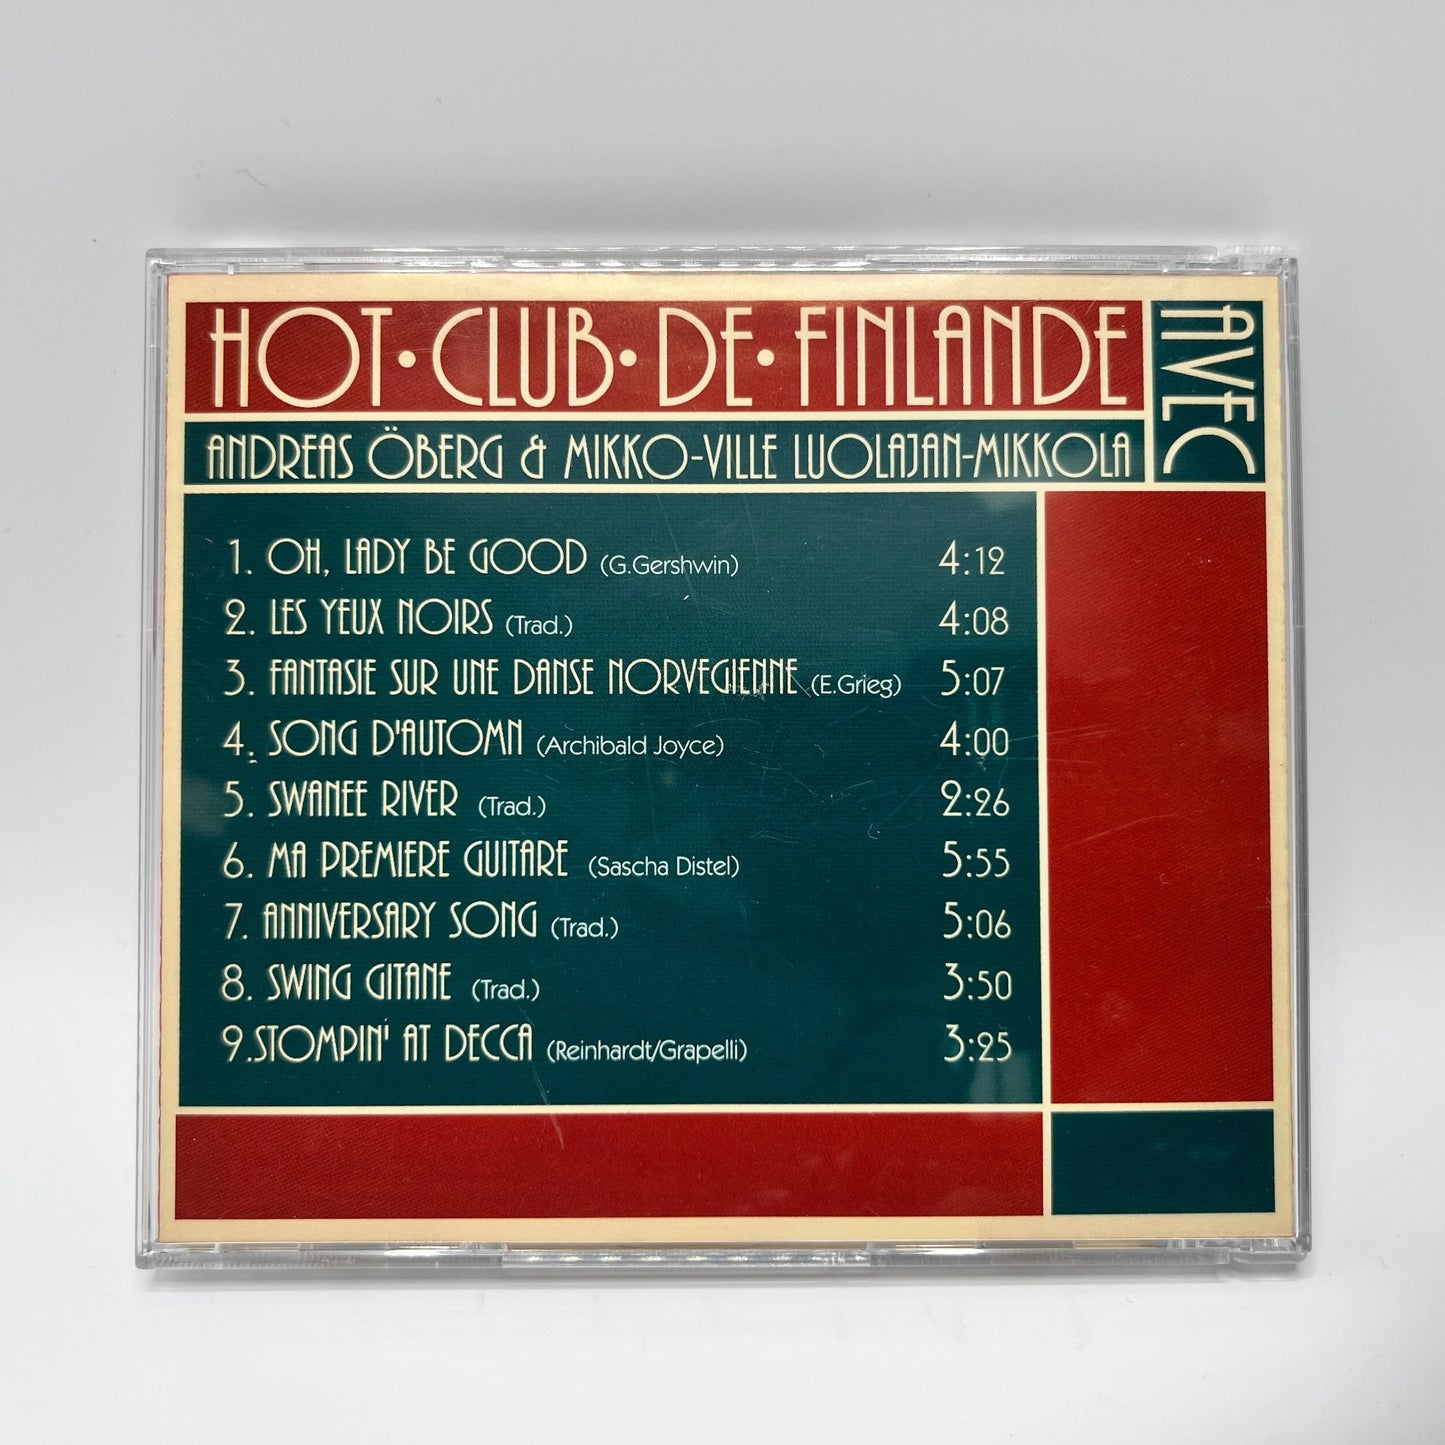 HOT·CLUB·DE·FINLANDE
AVEC
ANDREAS ÖBERG & MIKKO-VILLE LUOLAJAN-MIKKOLA
1. OH, LADY BE GOOD (G.Gershwin) 4:12
2. LES YEUX NOIRS (Trad.) 4:08
3. FANTASIE SUR UNE DANSE NORVEGIENNE (E.Grieg) 5:07
4. SONG D'AUTOMN (Archibald Joyce) 4:00
5. SWANEE RIVER (Trad.) 2:26
6. MA PREMIERE GUITARE (Sascha Distel) 5:55
7. ANNIVERSARY SONG (Trad.) 5:06
8. SWING GITANE (Trad.) 3:50
9.STOMPIN' AT DECCA (Reinhardt/Grapelli) 3:25